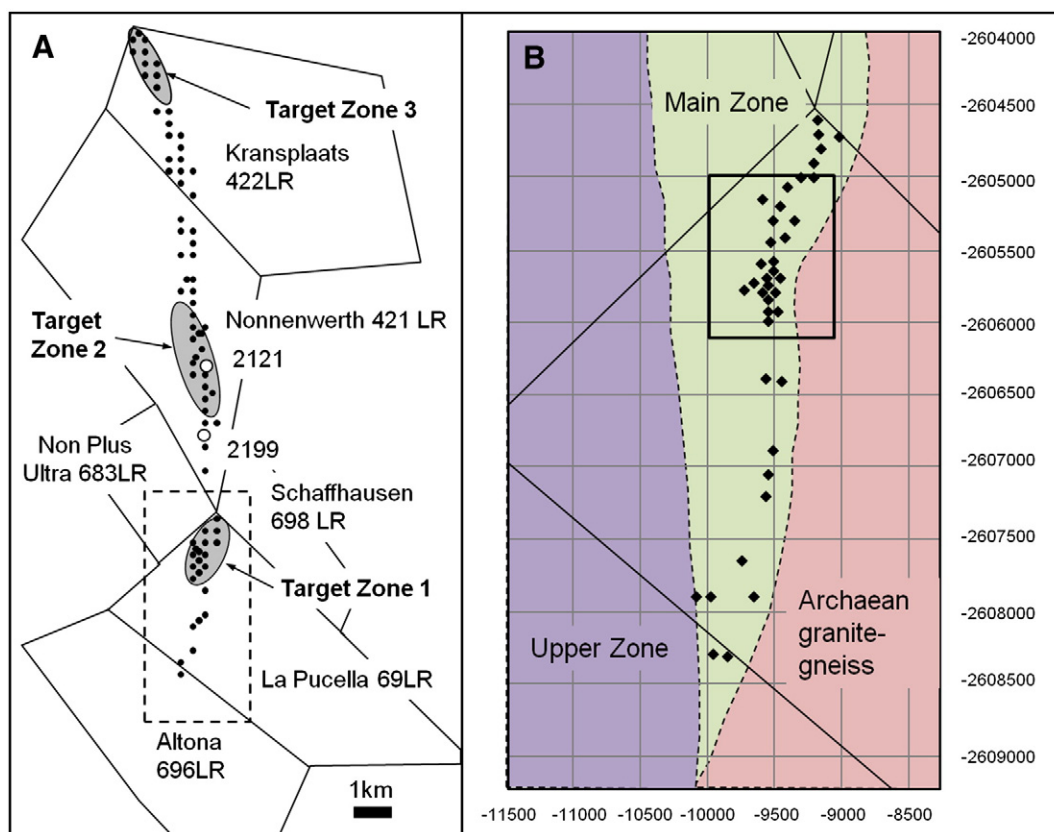 A
Target Zone 3
Kransplaats
422LR
Target
Zone 2
Nonnenwerth 421 LR
2121
Non Plus
Ultra 683LR
2199
Schaffhausen
698 LR
Target Zone 1
La Pucella 69LR
Altona
696LR
1km
B
Main Zone
Upper Zone
Archaean
granite-
gneiss
-2604000
-2604500
-2605000
-2605500
-2606000
-2606500
-2607000
-2607500
-2608000
-2608500
-2609000
-11500 -11000 -10500 -10000 -9500 -9000 -8500